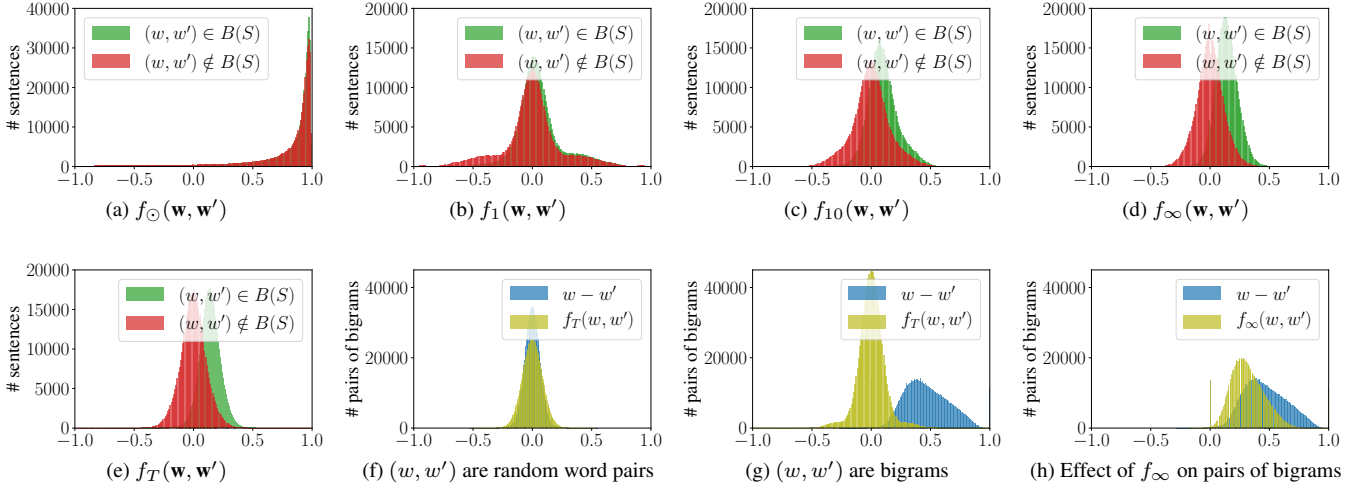 # sentences
40000
30000
20000
10000
0
(w, w′) ∈ B(S)
(w, w′) ∉ B(S)
−1.0 −0.5 0.0 0.5 1.0
(a) f⊙(w, w′)
# sentences
20000
15000
10000
5000
0
(w, w′) ∈ B(S)
(w, w′) ∉ B(S)
−1.0 −0.5 0.0 0.5 1.0
(b) f₁(w, w′)
# sentences
20000
15000
10000
5000
0
(w, w′) ∈ B(S)
(w, w′) ∉ B(S)
−1.0 −0.5 0.0 0.5 1.0
(c) f₁₀(w, w′)
# sentences
20000
15000
10000
5000
0
(w, w′) ∈ B(S)
(w, w′) ∉ B(S)
−1.0 −0.5 0.0 0.5 1.0
(d) f∞(w, w′)
# sentences
20000
15000
10000
5000
0
(w, w′) ∈ B(S)
(w, w′) ∉ B(S)
−1.0 −0.5 0.0 0.5 1.0
(e) f_T(w, w′)
# pairs of bigrams
40000
20000
0
w − w′
f_T(w, w′)
−1.0 −0.5 0.0 0.5 1.0
(f) (w, w′) are random word pairs
# pairs of bigrams
40000
20000
0
w − w′
f_T(w, w′)
−1.0 −0.5 0.0 0.5 1.0
(g) (w, w′) are bigrams
# pairs of bigrams
40000
20000
0
w − w′
f∞(w, w′)
−1.0 −0.5 0.0 0.5 1.0
(h) Effect of f∞ on pairs of bigrams